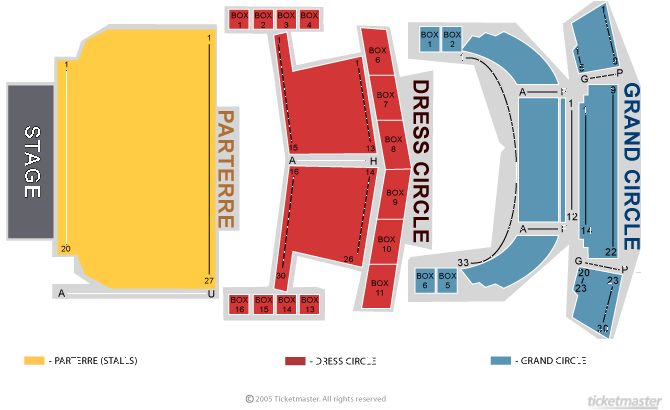 STAGE
1
20
1
27
A
U
PARTERRE
BOX 1
BOX 2
BOX 3
BOX 4
1
15
1
13
A
H
16
30
14
26
BOX 6
BOX 7
BOX 8
BOX 9
BOX 10
BOX 11
BOX 16
BOX 15
BOX 14
BOX 13
DRESS CIRCLE
BOX 1
BOX 2
33
A
A
BOX 6
BOX 5
1
12
G
P
14
22
G
P
20
23
23
GRAND CIRCLE
- PARTERRE (STALLS)
- DRESS CIRCLE
- GRAND CIRCLE
©2005 Ticketmaster. All rights reserved
ticketmaster